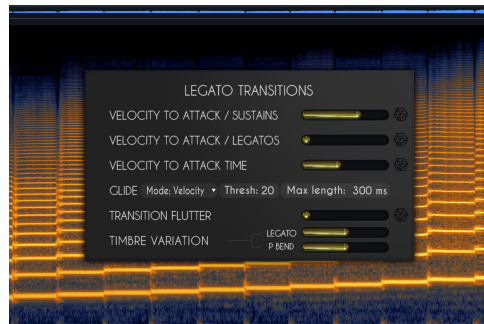 LEGATO TRANSITIONS
VELOCITY TO ATTACK / SUSTAINS
VELOCITY TO ATTACK / LEGATOS
VELOCITY TO ATTACK TIME
GLIDE Mode: Velocity Thresh: 20 Max length: 300 ms
TRANSITION FLUTTER
TIMBRE VARIATION LEGATO
P BEND